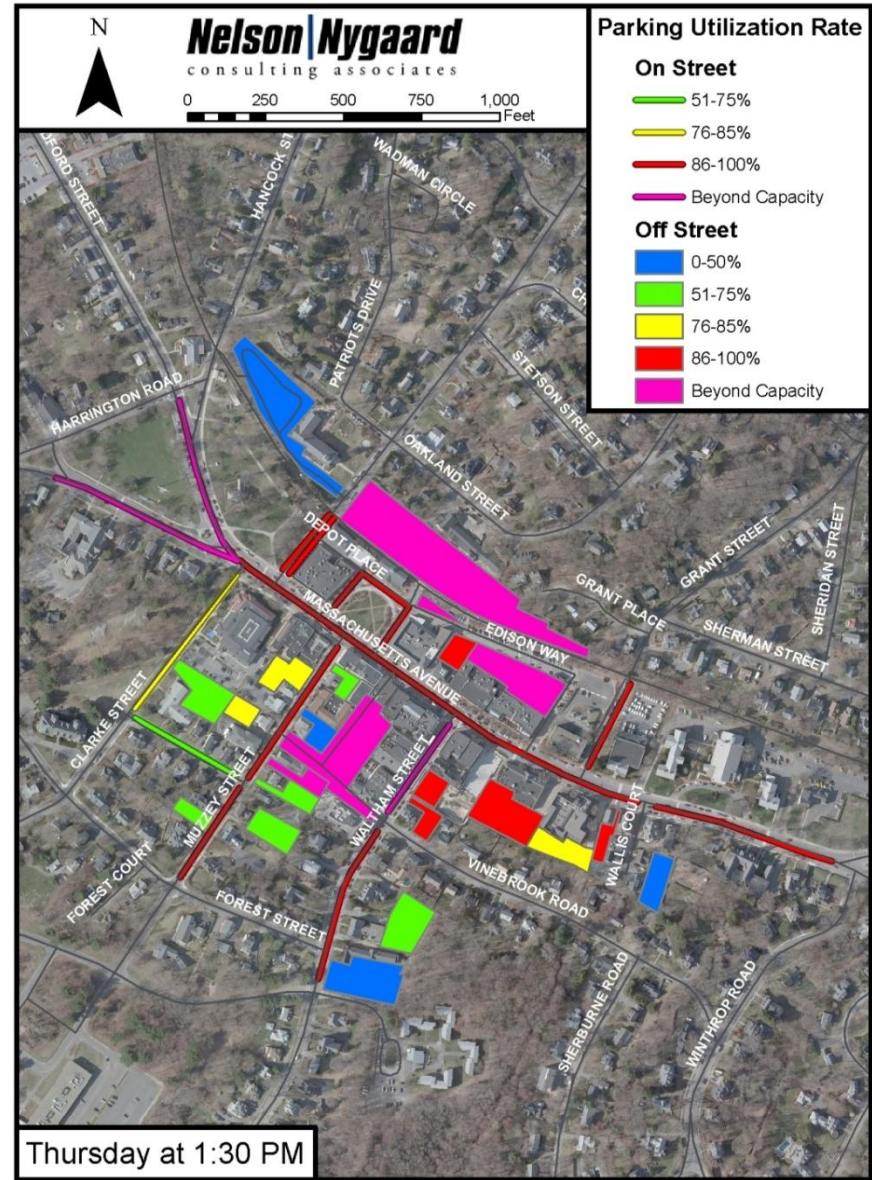 N
Nelson|Nygaard
consulting associates
0 250 500 750 1,000
Feet
Parking Utilization Rate
On Street
51-75%
76-85%
86-100%
Beyond Capacity
Off Street
0-50%
51-75%
76-85%
86-100%
Beyond Capacity
DFORD STREET
HANCOCK ST
WADMAN CIRCLE
PATRIOTS DRIVE
CH
STETSON STREET
HARRINGTON ROAD
OAKLAND STREET
DEPOT PLACE
GRANT STREET
SHERIDAN STREET
GRANT PLACE
SHERMAN STREET
EDISON WAY
MASSACHUSETTS AVENUE
CLARKE STREET
MUZZEY STREET
WALTHAM STREET
WALLIS COURT
FOREST COURT
FOREST STREET
VINEBROOK ROAD
SHERBURNE ROAD
WINTHROP ROAD
Thursday at 1:30 PM